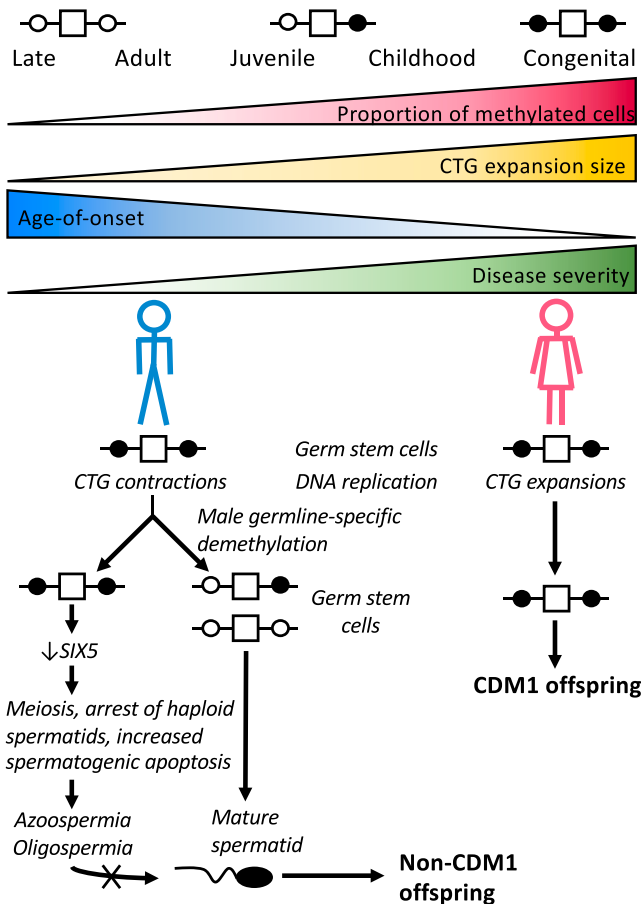 Late Adult Juvenile Childhood Congenital
Proportion of methylated cells
CTG expansion size
Age-of-onset
Disease severity
Germ stem cells
CTG contractions DNA replication CTG expansions
Male germline-specific
demethylation
Germ stem
cells
↓SIX5
CDM1 offspring
Meiosis, arrest of haploid
spermatids, increased
spermatogenic apoptosis
Azoospermia
Oligospermia
Mature
spermatid
Non-CDM1
offspring